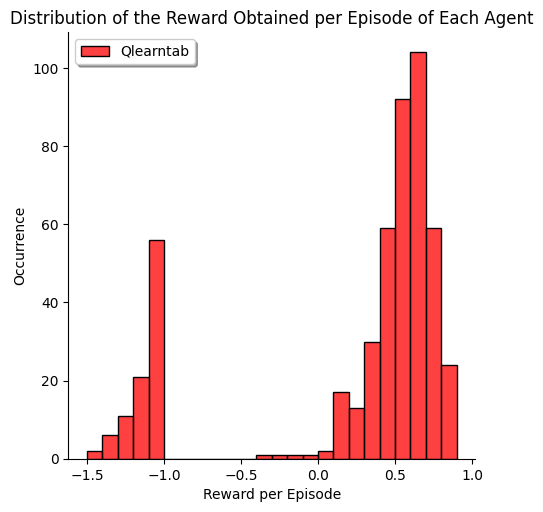 Distribution of the Reward Obtained per Episode of Each Agent
Qlearntab
100
80
60
40
20
0
Occurrence
−1.5 −1.0 −0.5 0.0 0.5 1.0
Reward per Episode